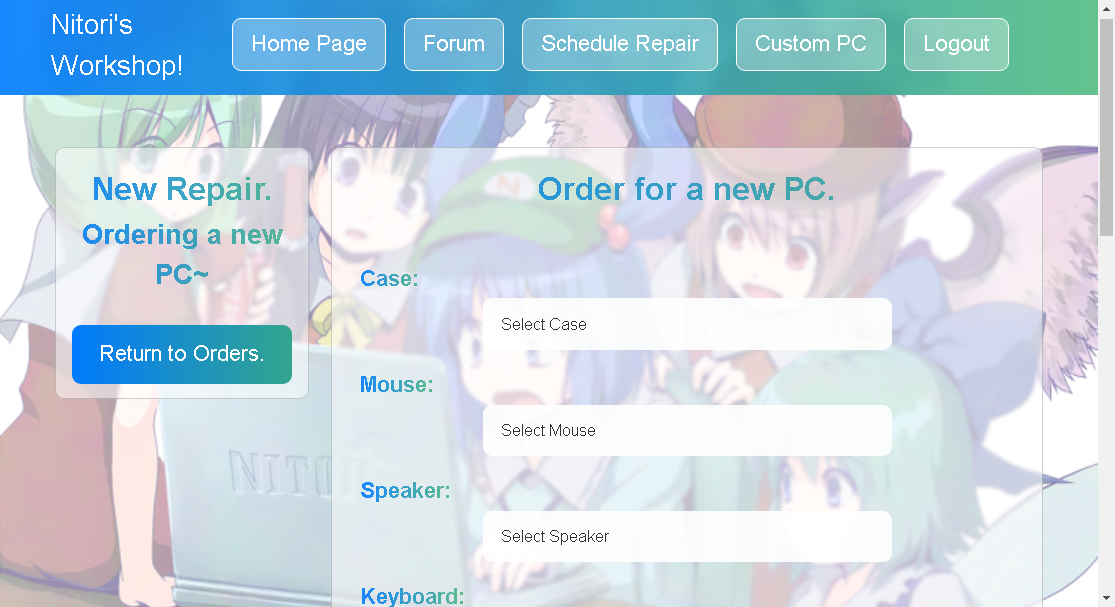 Nitori's
Workshop!
Home Page
Forum
Schedule Repair
Custom PC
Logout
New Repair.
Ordering a new
PC~
Return to Orders.
Order for a new PC.
Case:
Select Case
Mouse:
Select Mouse
Speaker:
Select Speaker
Keyboard:
N